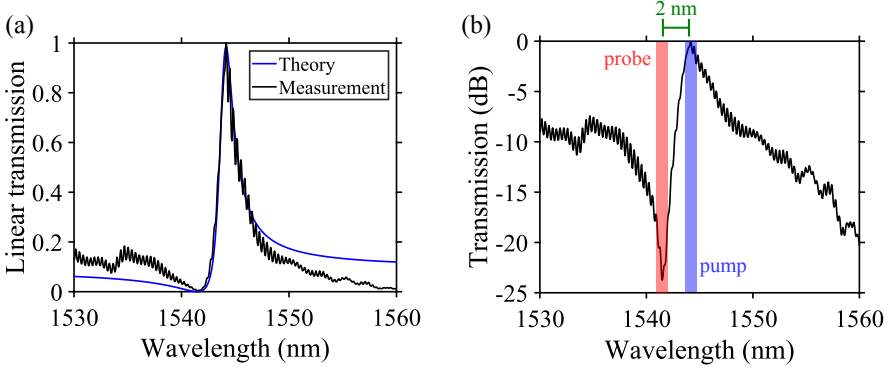 (a)
Linear transmission
1
0.8
0.6
0.4
0.2
0
Theory
Measurement
1530
1540
1550
1560
Wavelength (nm)
(b)
2 nm
Transmission (dB)
0
-5
-10
-15
-20
-25
probe
pump
1530
1540
1550
1560
Wavelength (nm)